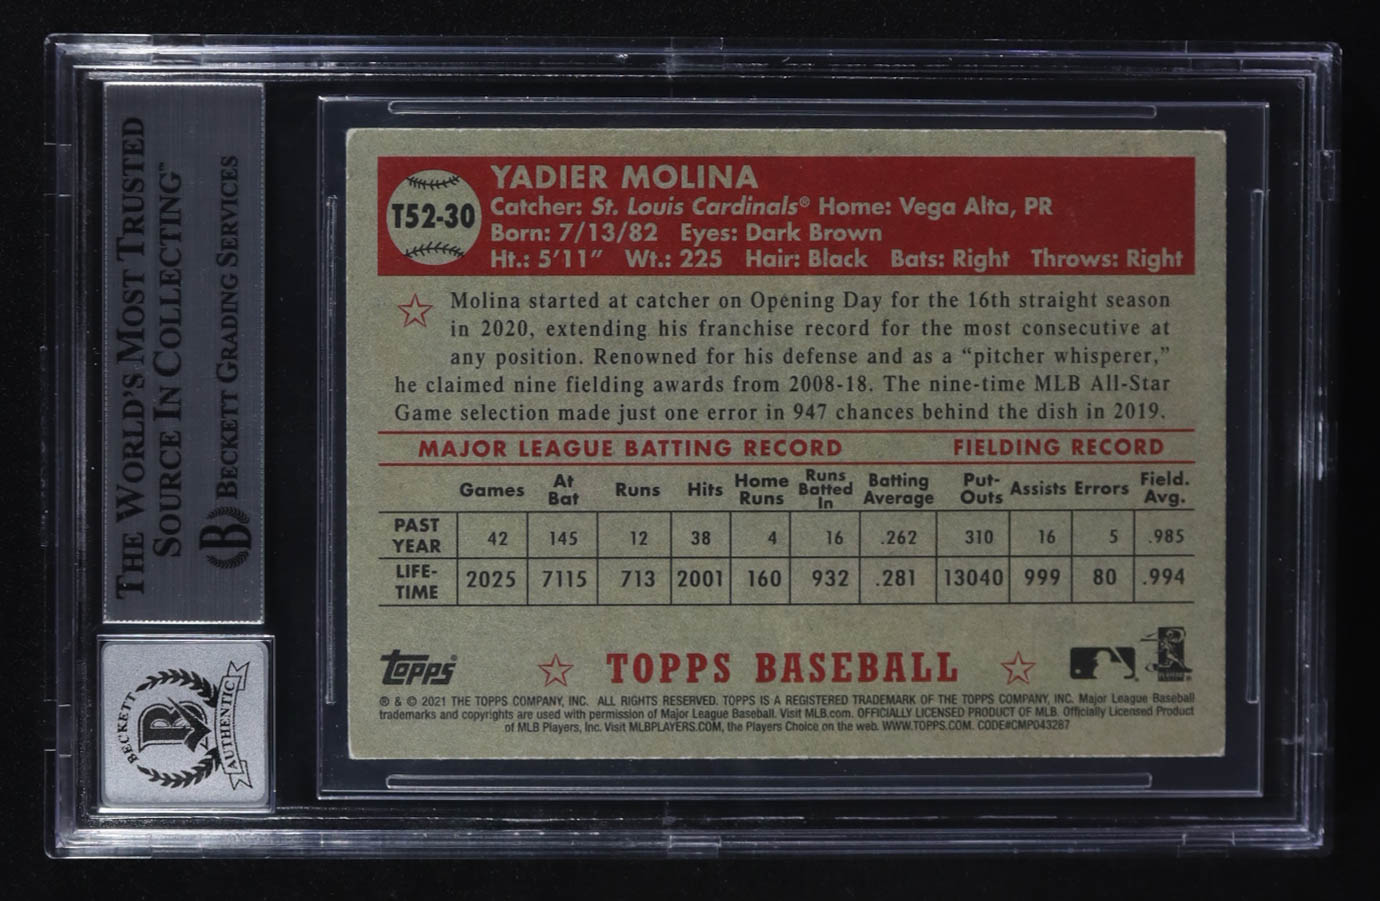 THE WORLD'S MOST TRUSTED
SOURCE IN COLLECTING™
B BECKETT GRADING SERVICES
BECKETT
AUTHENTIC
T52-30
YADIER MOLINA
Catcher: St. Louis Cardinals® Home: Vega Alta, PR
Born: 7/13/82 Eyes: Dark Brown
Ht.: 5'11" Wt.: 225 Hair: Black Bats: Right Throws: Right
Molina started at catcher on Opening Day for the 16th straight season
in 2020, extending his franchise record for the most consecutive at
any position. Renowned for his defense and as a “pitcher whisperer,”
he claimed nine fielding awards from 2008-18. The nine-time MLB All-Star
Game selection made just one error in 947 chances behind the dish in 2019.
MAJOR LEAGUE BATTING RECORD FIELDING RECORD
Games At Bat Runs Hits Home Runs Runs Batted In Batting Average Put-Outs Assists Errors Field. Avg.
PAST YEAR 42 145 12 38 4 16 .262 310 16 5 .985
LIFE-TIME 2025 7115 713 2001 160 932 .281 13040 999 80 .994
topps® TOPPS BASEBALL
® & © 2021 THE TOPPS COMPANY, INC. ALL RIGHTS RESERVED. TOPPS IS A REGISTERED TRADEMARK OF THE TOPPS COMPANY, INC. Major League Baseball
trademarks and copyrights are used with permission of Major League Baseball. Visit MLB.com. OFFICIALLY LICENSED PRODUCT OF MLB. Officially Licensed Product
of MLB Players, Inc. Visit MLBPLAYERS.COM, the Players Choice on the web. WWW.TOPPS.COM. CODE#CMP043287